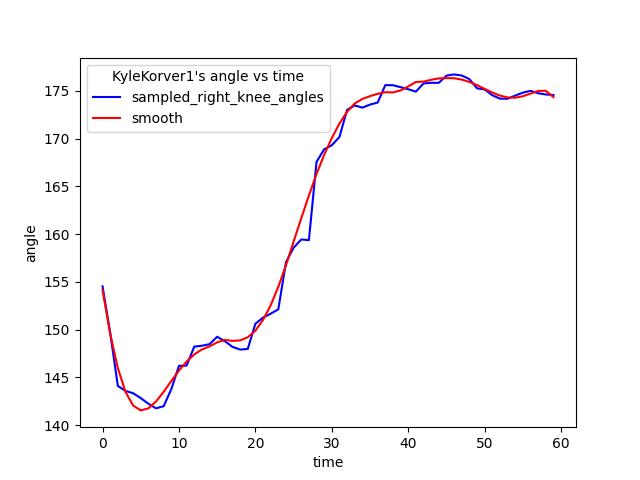 KyleKorver1's angle vs time
sampled_right_knee_angles
smooth
175
170
165
160
155
150
145
140
angle
0 10 20 30 40 50 60
time